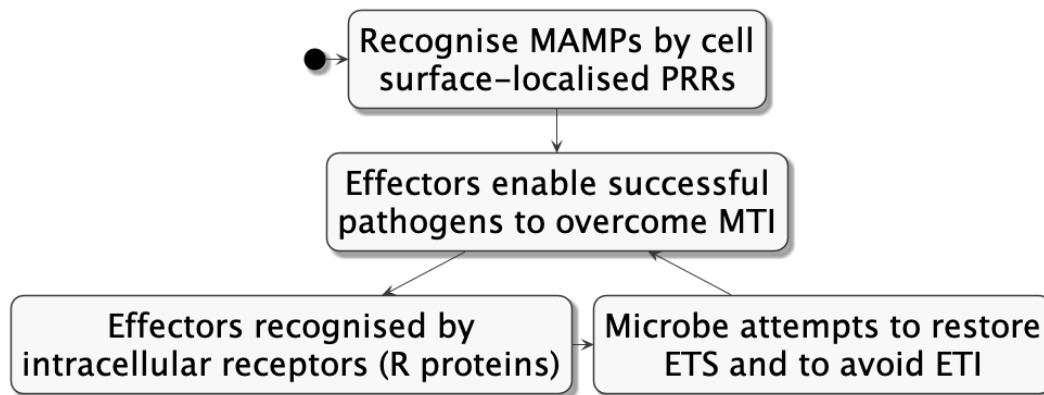 Recognise MAMPs by cell
surface-localised PRRs
Effectors enable successful
pathogens to overcome MTI
Effectors recognised by
intracellular receptors (R proteins)
Microbe attempts to restore
ETS and to avoid ETI